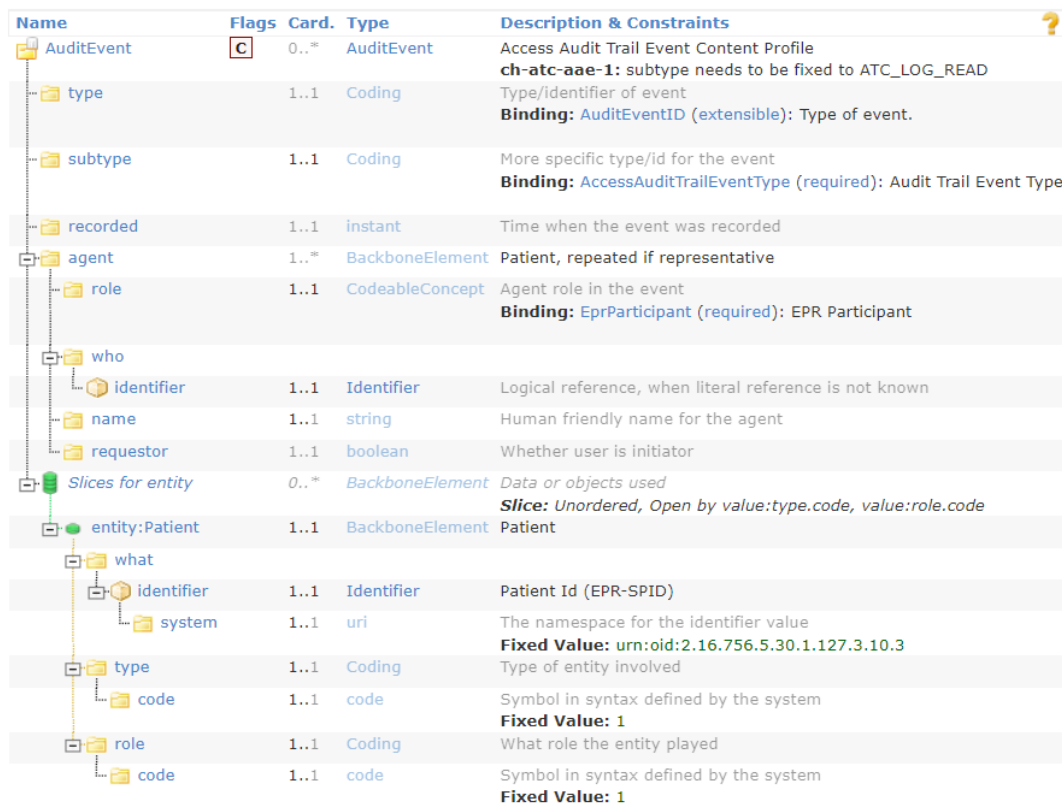 Name Flags Card. Type Description & Constraints ?
AuditEvent C 0..* AuditEvent Access Audit Trail Event Content Profile
ch-atc-aae-1: subtype needs to be fixed to ATC_LOG_READ
type 1..1 Coding Type/identifier of event
Binding: AuditEventID (extensible): Type of event.
subtype 1..1 Coding More specific type/id for the event
Binding: AccessAuditTrailEventType (required): Audit Trail Event Type
recorded 1..1 instant Time when the event was recorded
agent 1..* BackboneElement Patient, repeated if representative
role 1..1 CodeableConcept Agent role in the event
Binding: EprParticipant (required): EPR Participant
who
identifier 1..1 Identifier Logical reference, when literal reference is not known
name 1..1 string Human friendly name for the agent
requestor 1..1 boolean Whether user is initiator
Slices for entity 0..* BackboneElement Data or objects used
Slice: Unordered, Open by value:type.code, value:role.code
entity:Patient 1..1 BackboneElement Patient
what
identifier 1..1 Identifier Patient Id (EPR-SPID)
system 1..1 uri The namespace for the identifier value
Fixed Value: urn:oid:2.16.756.5.30.1.127.3.10.3
type 1..1 Coding Type of entity involved
code 1..1 code Symbol in syntax defined by the system
Fixed Value: 1
role 1..1 Coding What role the entity played
code 1..1 code Symbol in syntax defined by the system
Fixed Value: 1